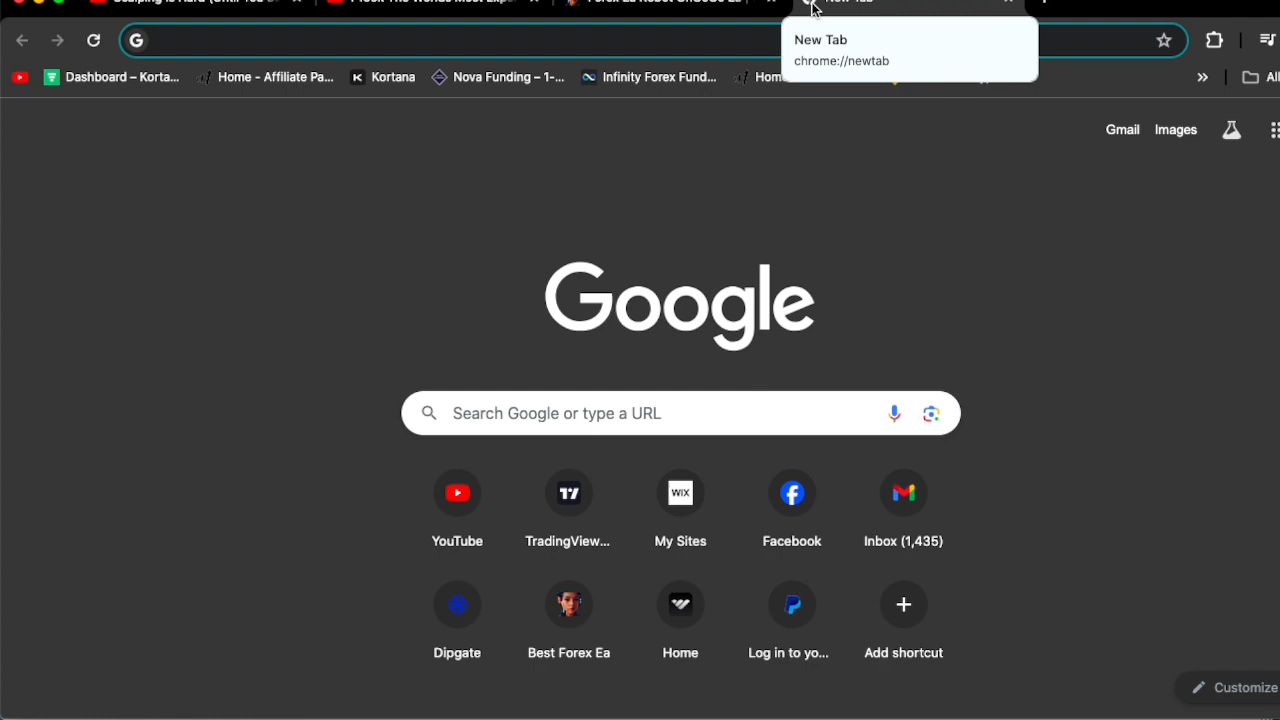 New Tab
chrome://newtab
Dashboard – Korta...
Home - Affiliate Pa...
Kortana
Nova Funding – 1-...
Infinity Forex Fund...
Gmail
Images
Google
Search Google or type a URL
YouTube
TradingView...
WIX
My Sites
Facebook
Inbox (1,435)
Dipgate
Best Forex Ea
Home
Log in to yo...
Add shortcut
Customize